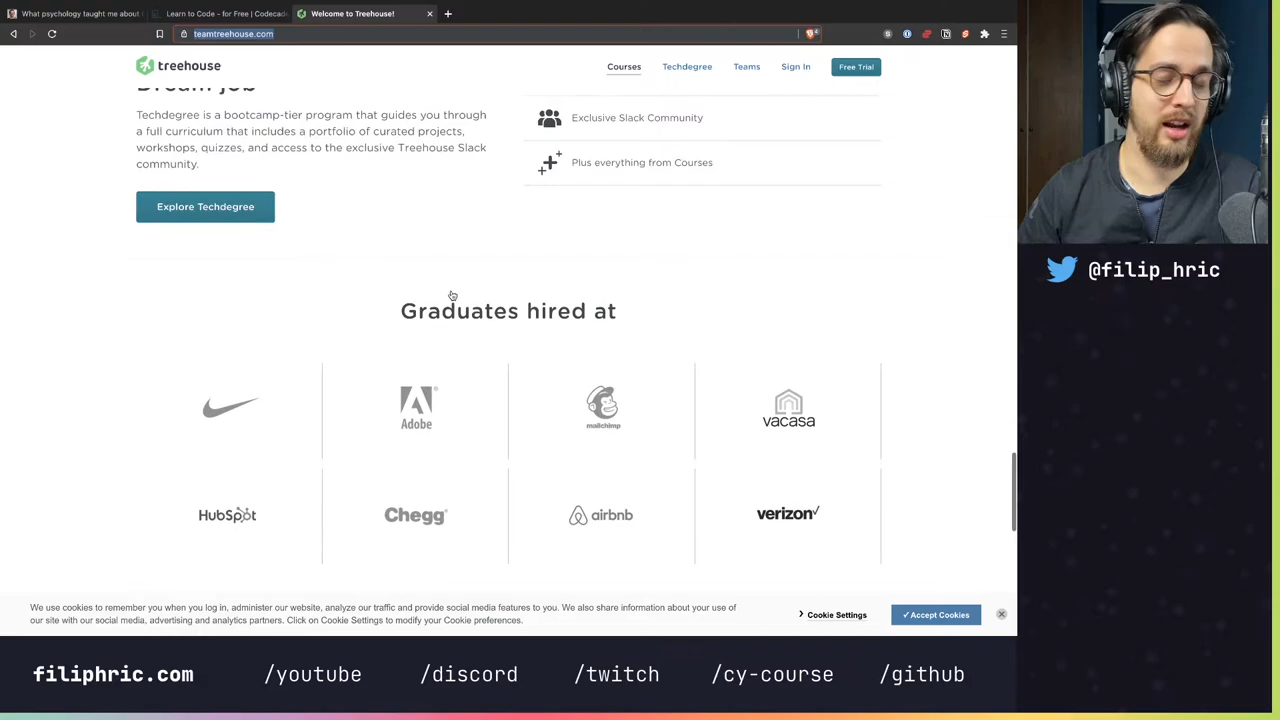 What psychology taught me about
Learn to Code - for Free | Codecade
Welcome to Treehouse!
teamtreehouse.com
treehouse
Courses
Techdegree
Teams
Sign In
Free Trial
Dream job
Techdegree is a bootcamp-tier program that guides you through
a full curriculum that includes a portfolio of curated projects,
workshops, quizzes, and access to the exclusive Treehouse Slack
community.
Explore Techdegree
Exclusive Slack Community
Plus everything from Courses
Graduates hired at
Adobe
mailchimp
vacasa
HubSpot
Chegg
airbnb
verizon
We use cookies to remember you when you log in, administer our website, analyze our traffic and provide social media features to you. We also share information about your use of
our site with our social media, advertising and analytics partners. Click on Cookie Settings to modify your Cookie preferences.
Cookie Settings
✓Accept Cookies
@filip_hric
filiphric.com
/youtube
/discord
/twitch
/cy-course
/github